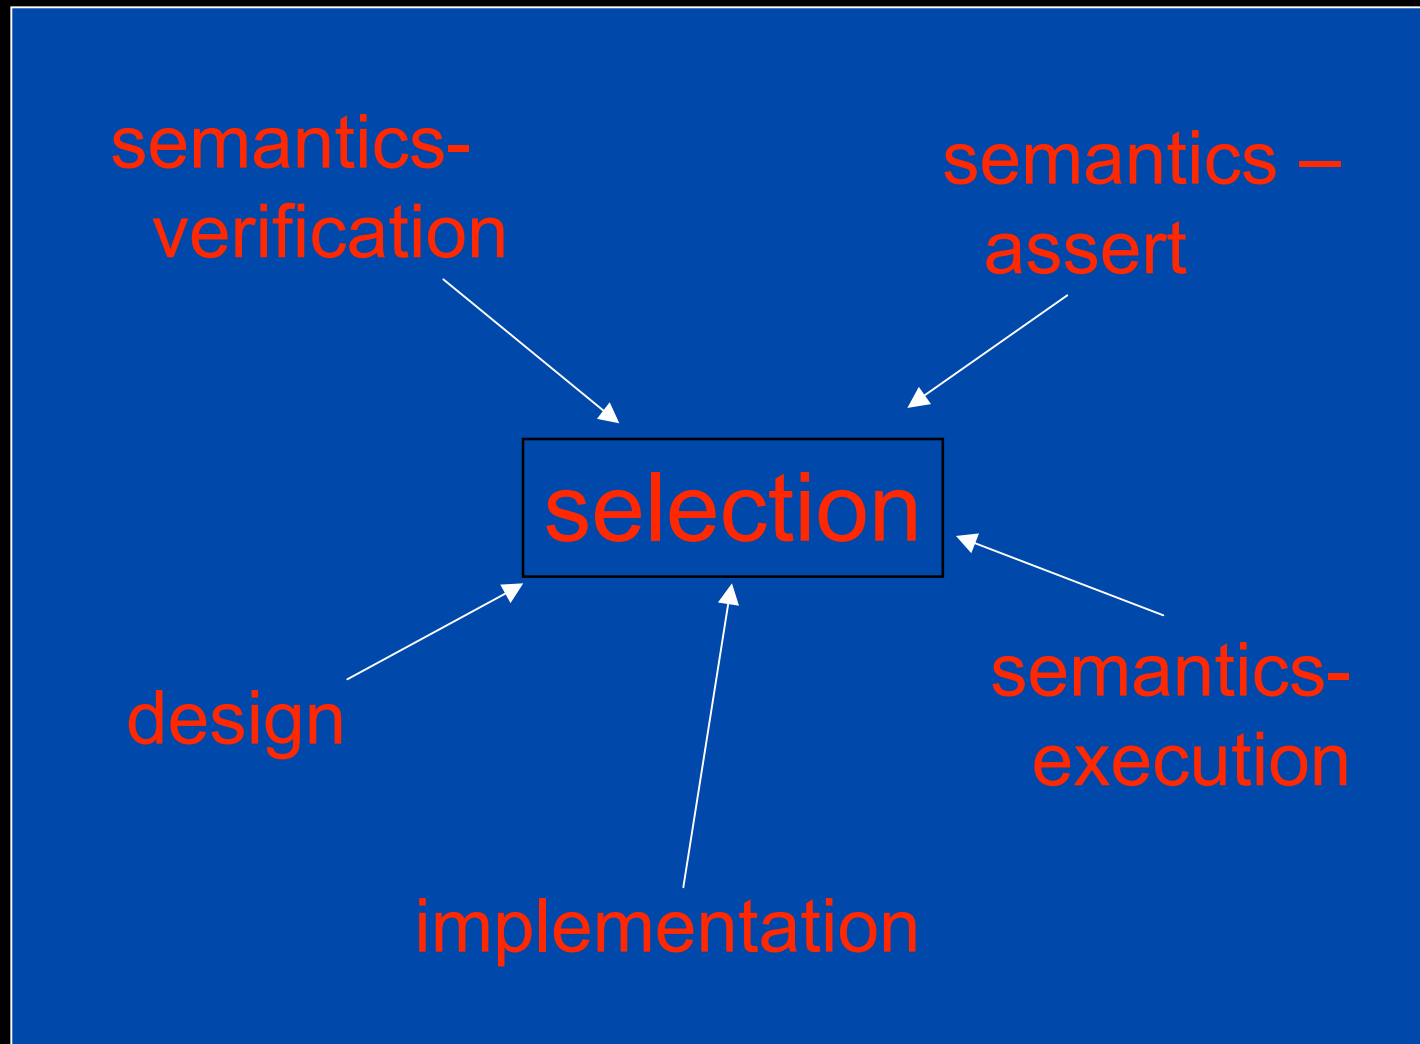 semantics-
verification
semantics –
assert
selection
design
semantics-
execution
implementation